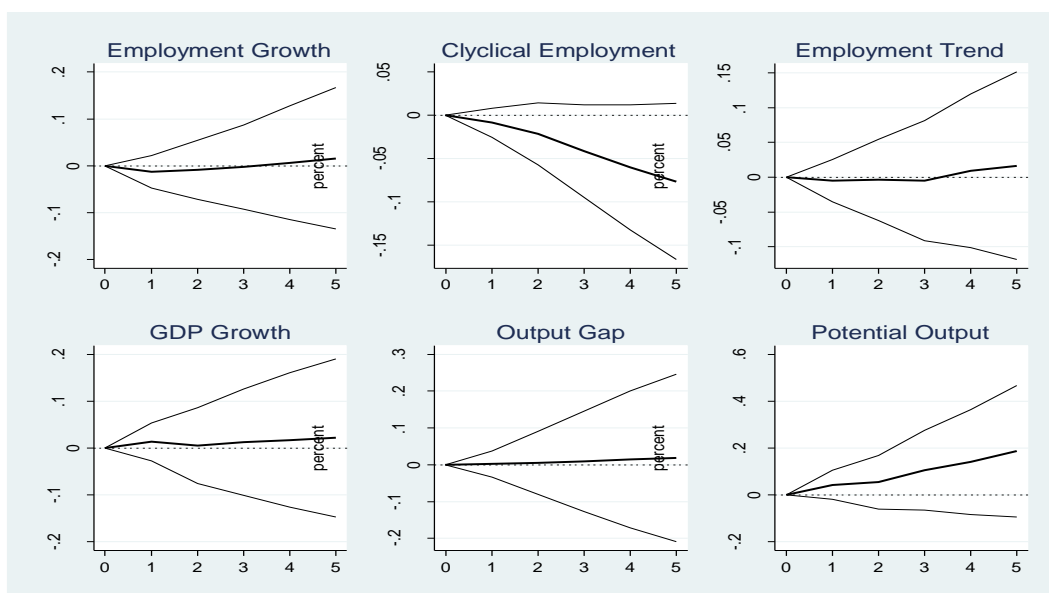 Employment Growth
.2
.1
0
-.1
-.2
percent
0 1 2 3 4 5
Clyclical Employment
.05
0
-.05
-.1
-.15
percent
0 1 2 3 4 5
Employment Trend
.15
.1
.05
0
-.05
-.1
0 1 2 3 4 5
GDP Growth
.2
.1
0
-.1
-.2
percent
0 1 2 3 4 5
Output Gap
.3
.2
.1
0
-.1
-.2
percent
0 1 2 3 4 5
Potential Output
.6
.4
.2
0
-.2
0 1 2 3 4 5